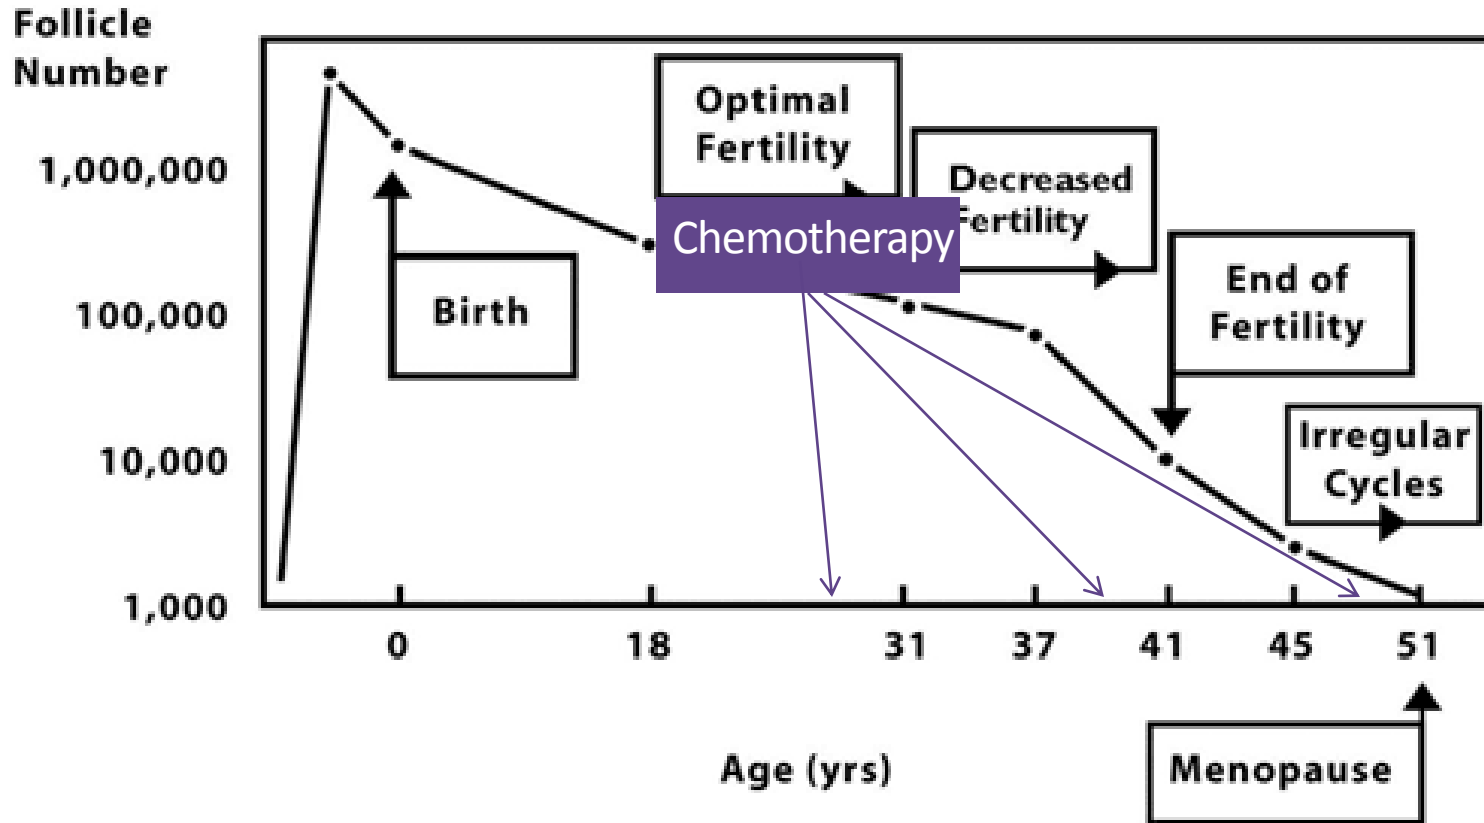 Follicle
Number
1,000,000
100,000
10,000
1,000
Optimal
Fertility
Decreased
Fertility
Chemotherapy
Birth
End of
Fertility
Irregular
Cycles
0 18 31 37 41 45 51
Age (yrs)
Menopause